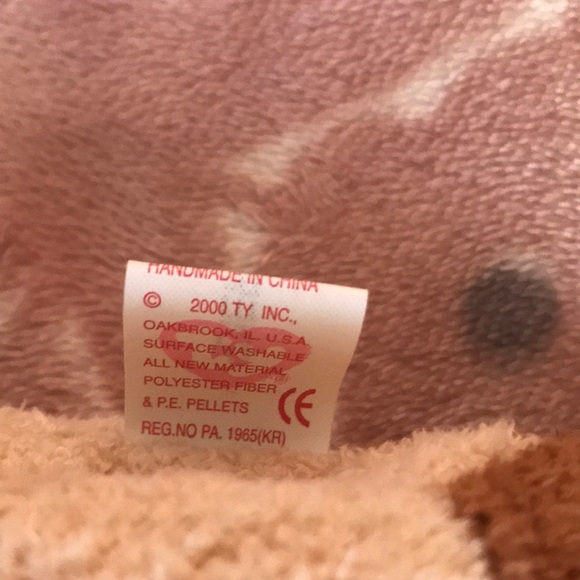 HANDMADE IN CHINA
© 2000 TY INC.,
OAKBROOK, IL. U.S.A.
SURFACE WASHABLE
ALL NEW MATERIAL
POLYESTER FIBER
& P.E. PELLETS
CE
REG.NO PA. 1965(KR)